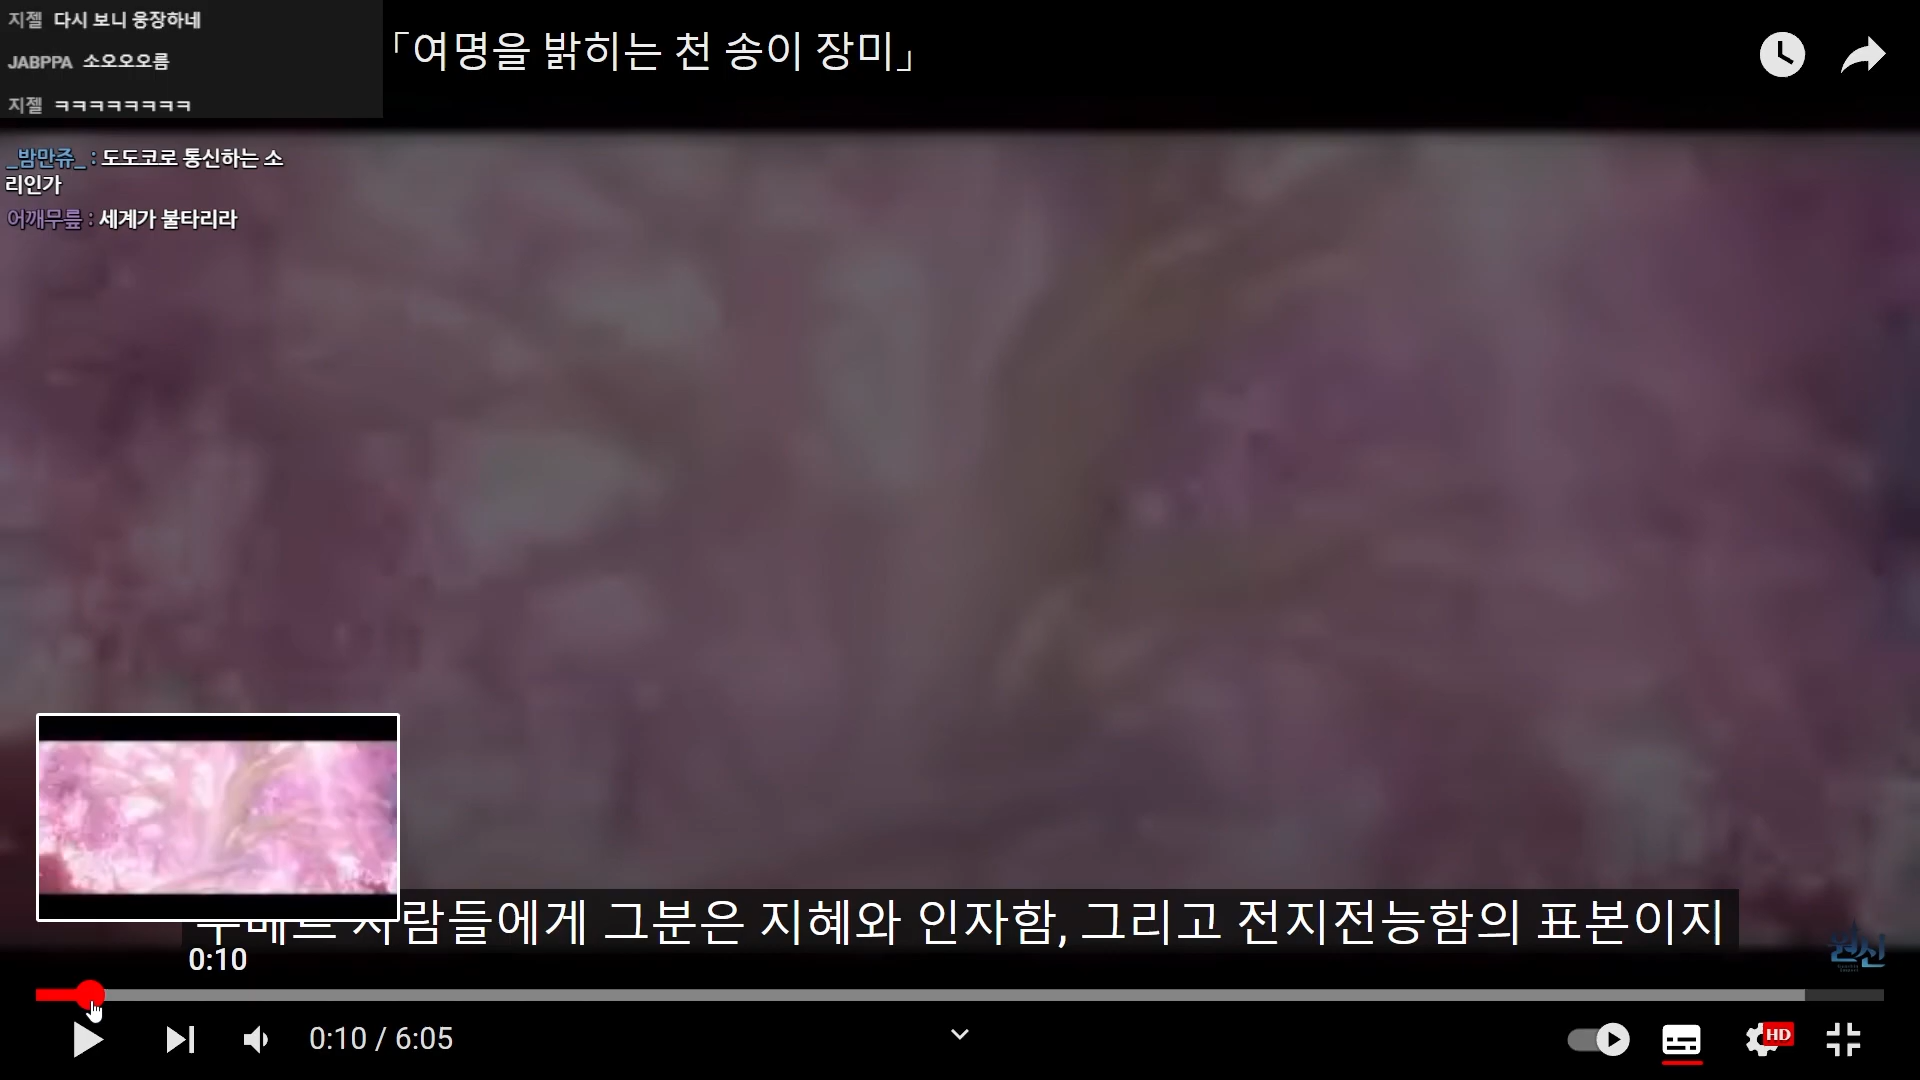 지젤 다시 보니 웅장하네
JABPPA 소오오오름
지젤 ㅋㅋㅋㅋㅋㅋㅋㅋ
「여명을 밝히는 천 송이 장미」
_밤만쥬_ : 도도코로 통신하는 소
리인가
어깨무릎 : 세계가 불타리라
그분은 지혜와 인자함, 그리고 전지전능함의 표본이지
원신
0:10
0:10 / 6:05
HD